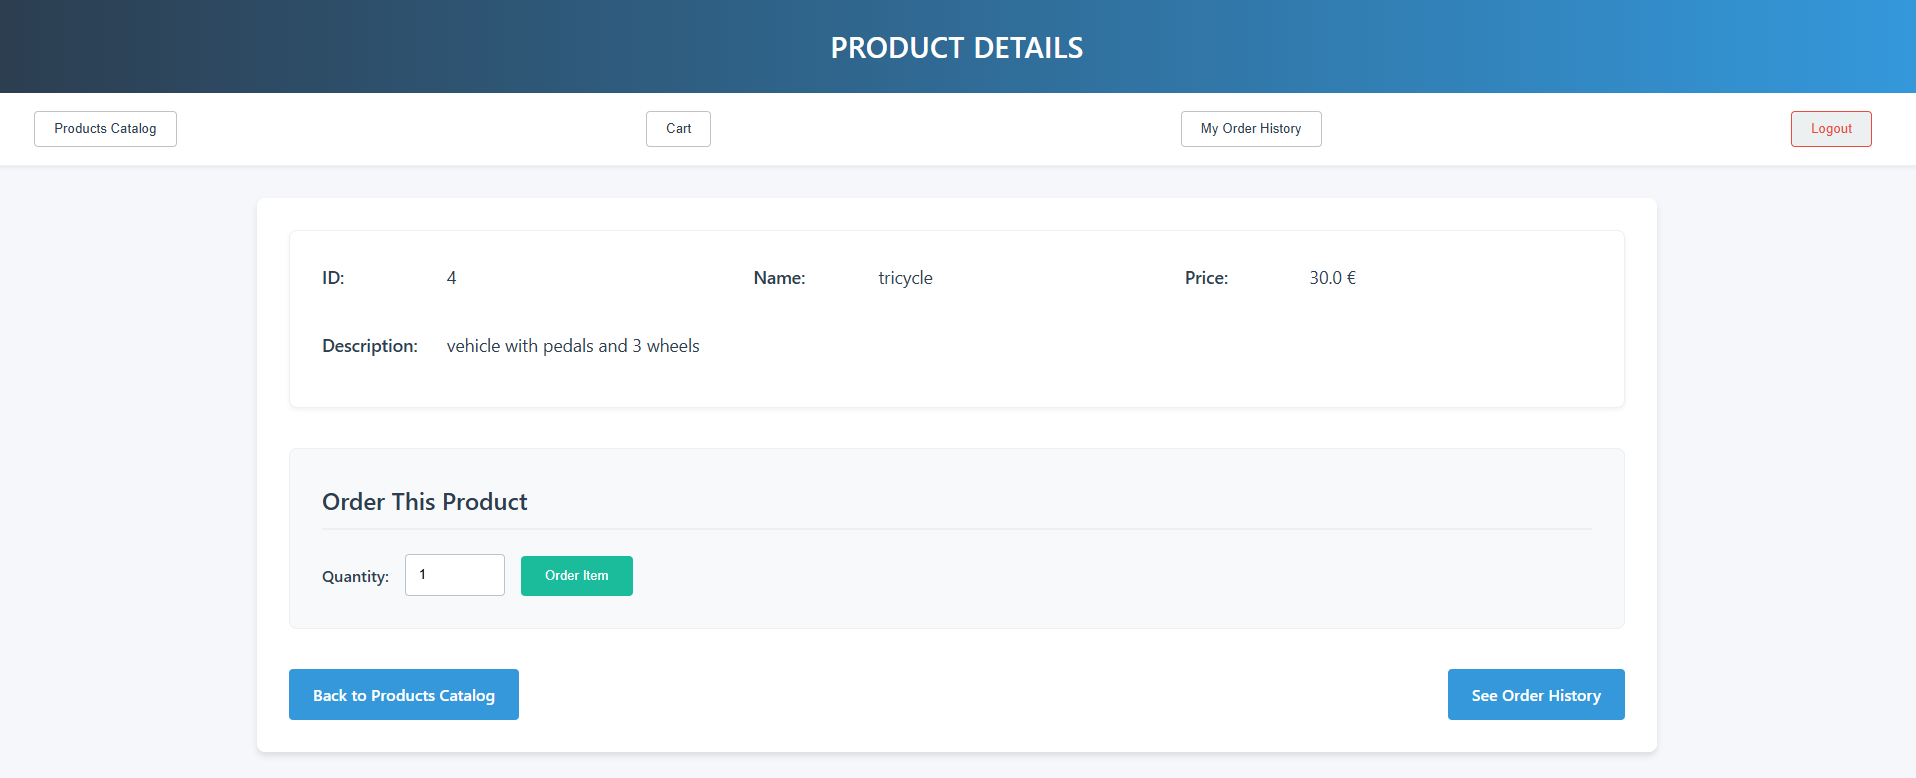 PRODUCT DETAILS
Products Catalog Cart My Order History Logout
ID: 4 Name: tricycle Price: 30.0 €
Description: vehicle with pedals and 3 wheels
Order This Product
Quantity: 1 Order Item
Back to Products Catalog See Order History